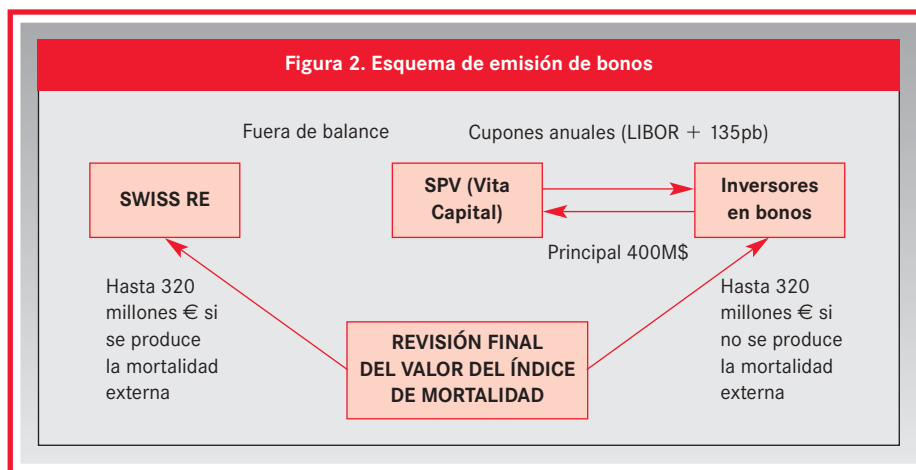 Figura 2. Esquema de emisión de bonos
Fuera de balance
Cupones anuales (LIBOR + 135pb)
SWISS RE
SPV (Vita
Capital)
Inversores
en bonos
Principal 400M$
Hasta 320
millones € si
se produce
la mortalidad
externa
REVISIÓN FINAL
DEL VALOR DEL ÍNDICE
DE MORTALIDAD
Hasta 320
millones € si
no se produce
la mortalidad
externa